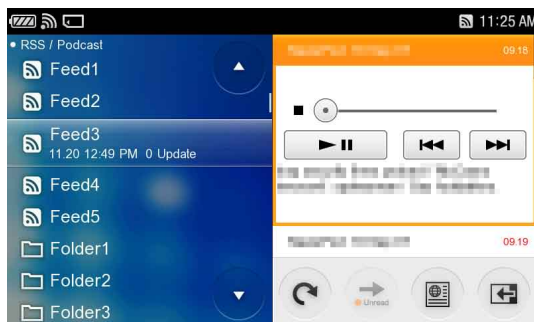 11:25 AM
RSS / Podcast
Feed1
Feed2
Feed3
11.20 12:49 PM 0 Update
Feed4
Feed5
Folder1
Folder2
Folder3
09.18
09.19
Unread